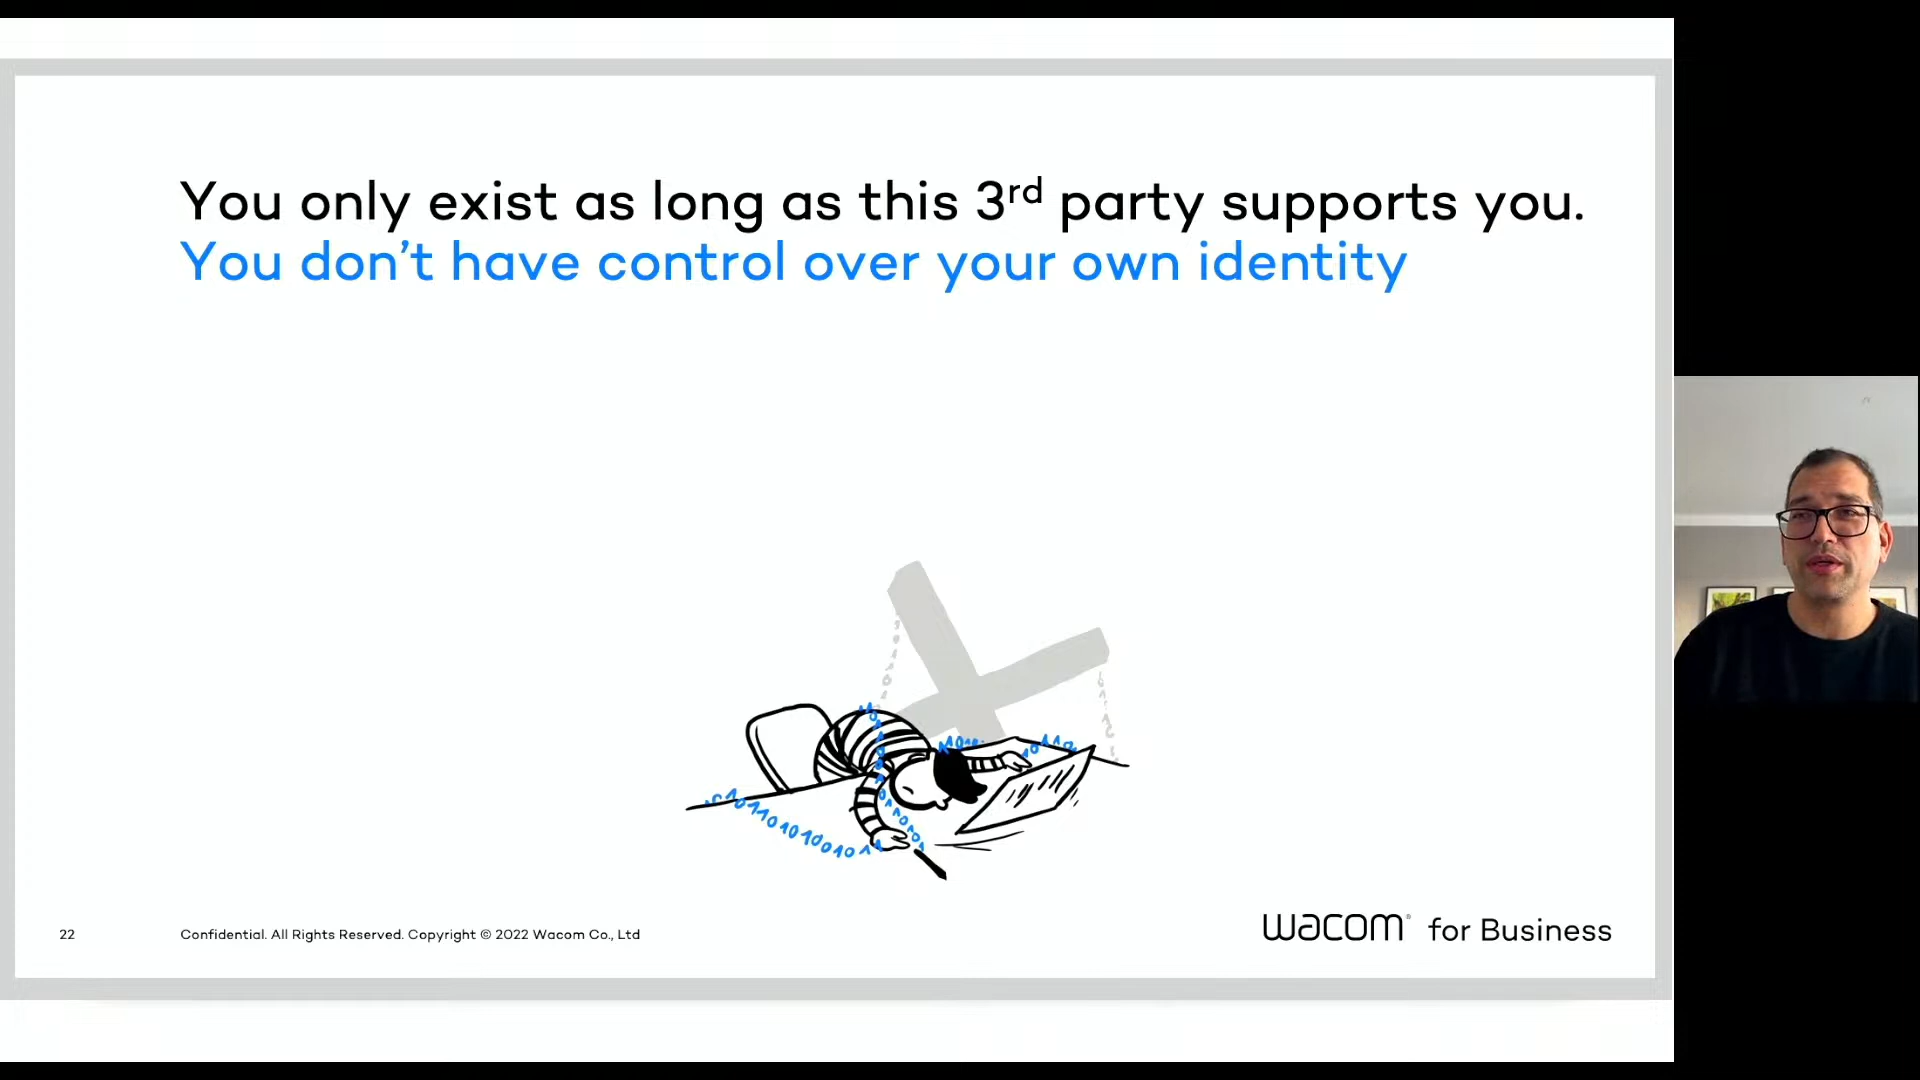 You only exist as long as this 3rd party supports you.
You don't have control over your own identity
22
Confidential. All Rights Reserved. Copyright © 2022 Wacom Co., Ltd
wacom® for Business